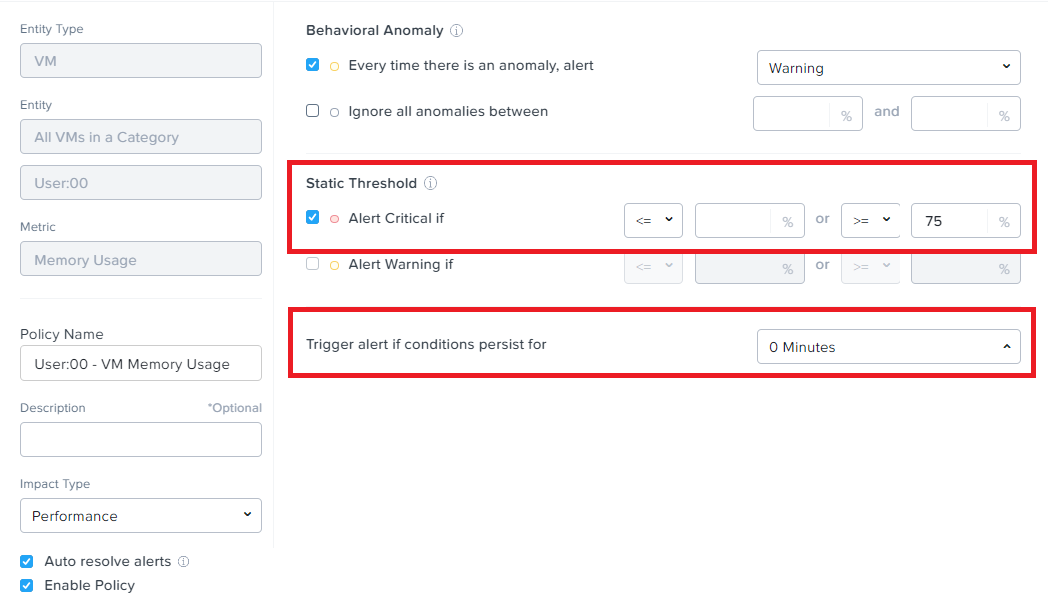 Entity Type
VM
Entity
All VMs in a Category
User:00
Metric
Memory Usage
Policy Name
User:00 - VM Memory Usage
Description *Optional
Impact Type
Performance
Auto resolve alerts
Enable Policy
Behavioral Anomaly
Every time there is an anomaly, alert Warning
Ignore all anomalies between % and %
Static Threshold
Alert Critical if <= % or >= 75 %
Alert Warning if <= % or >= %
Trigger alert if conditions persist for 0 Minutes